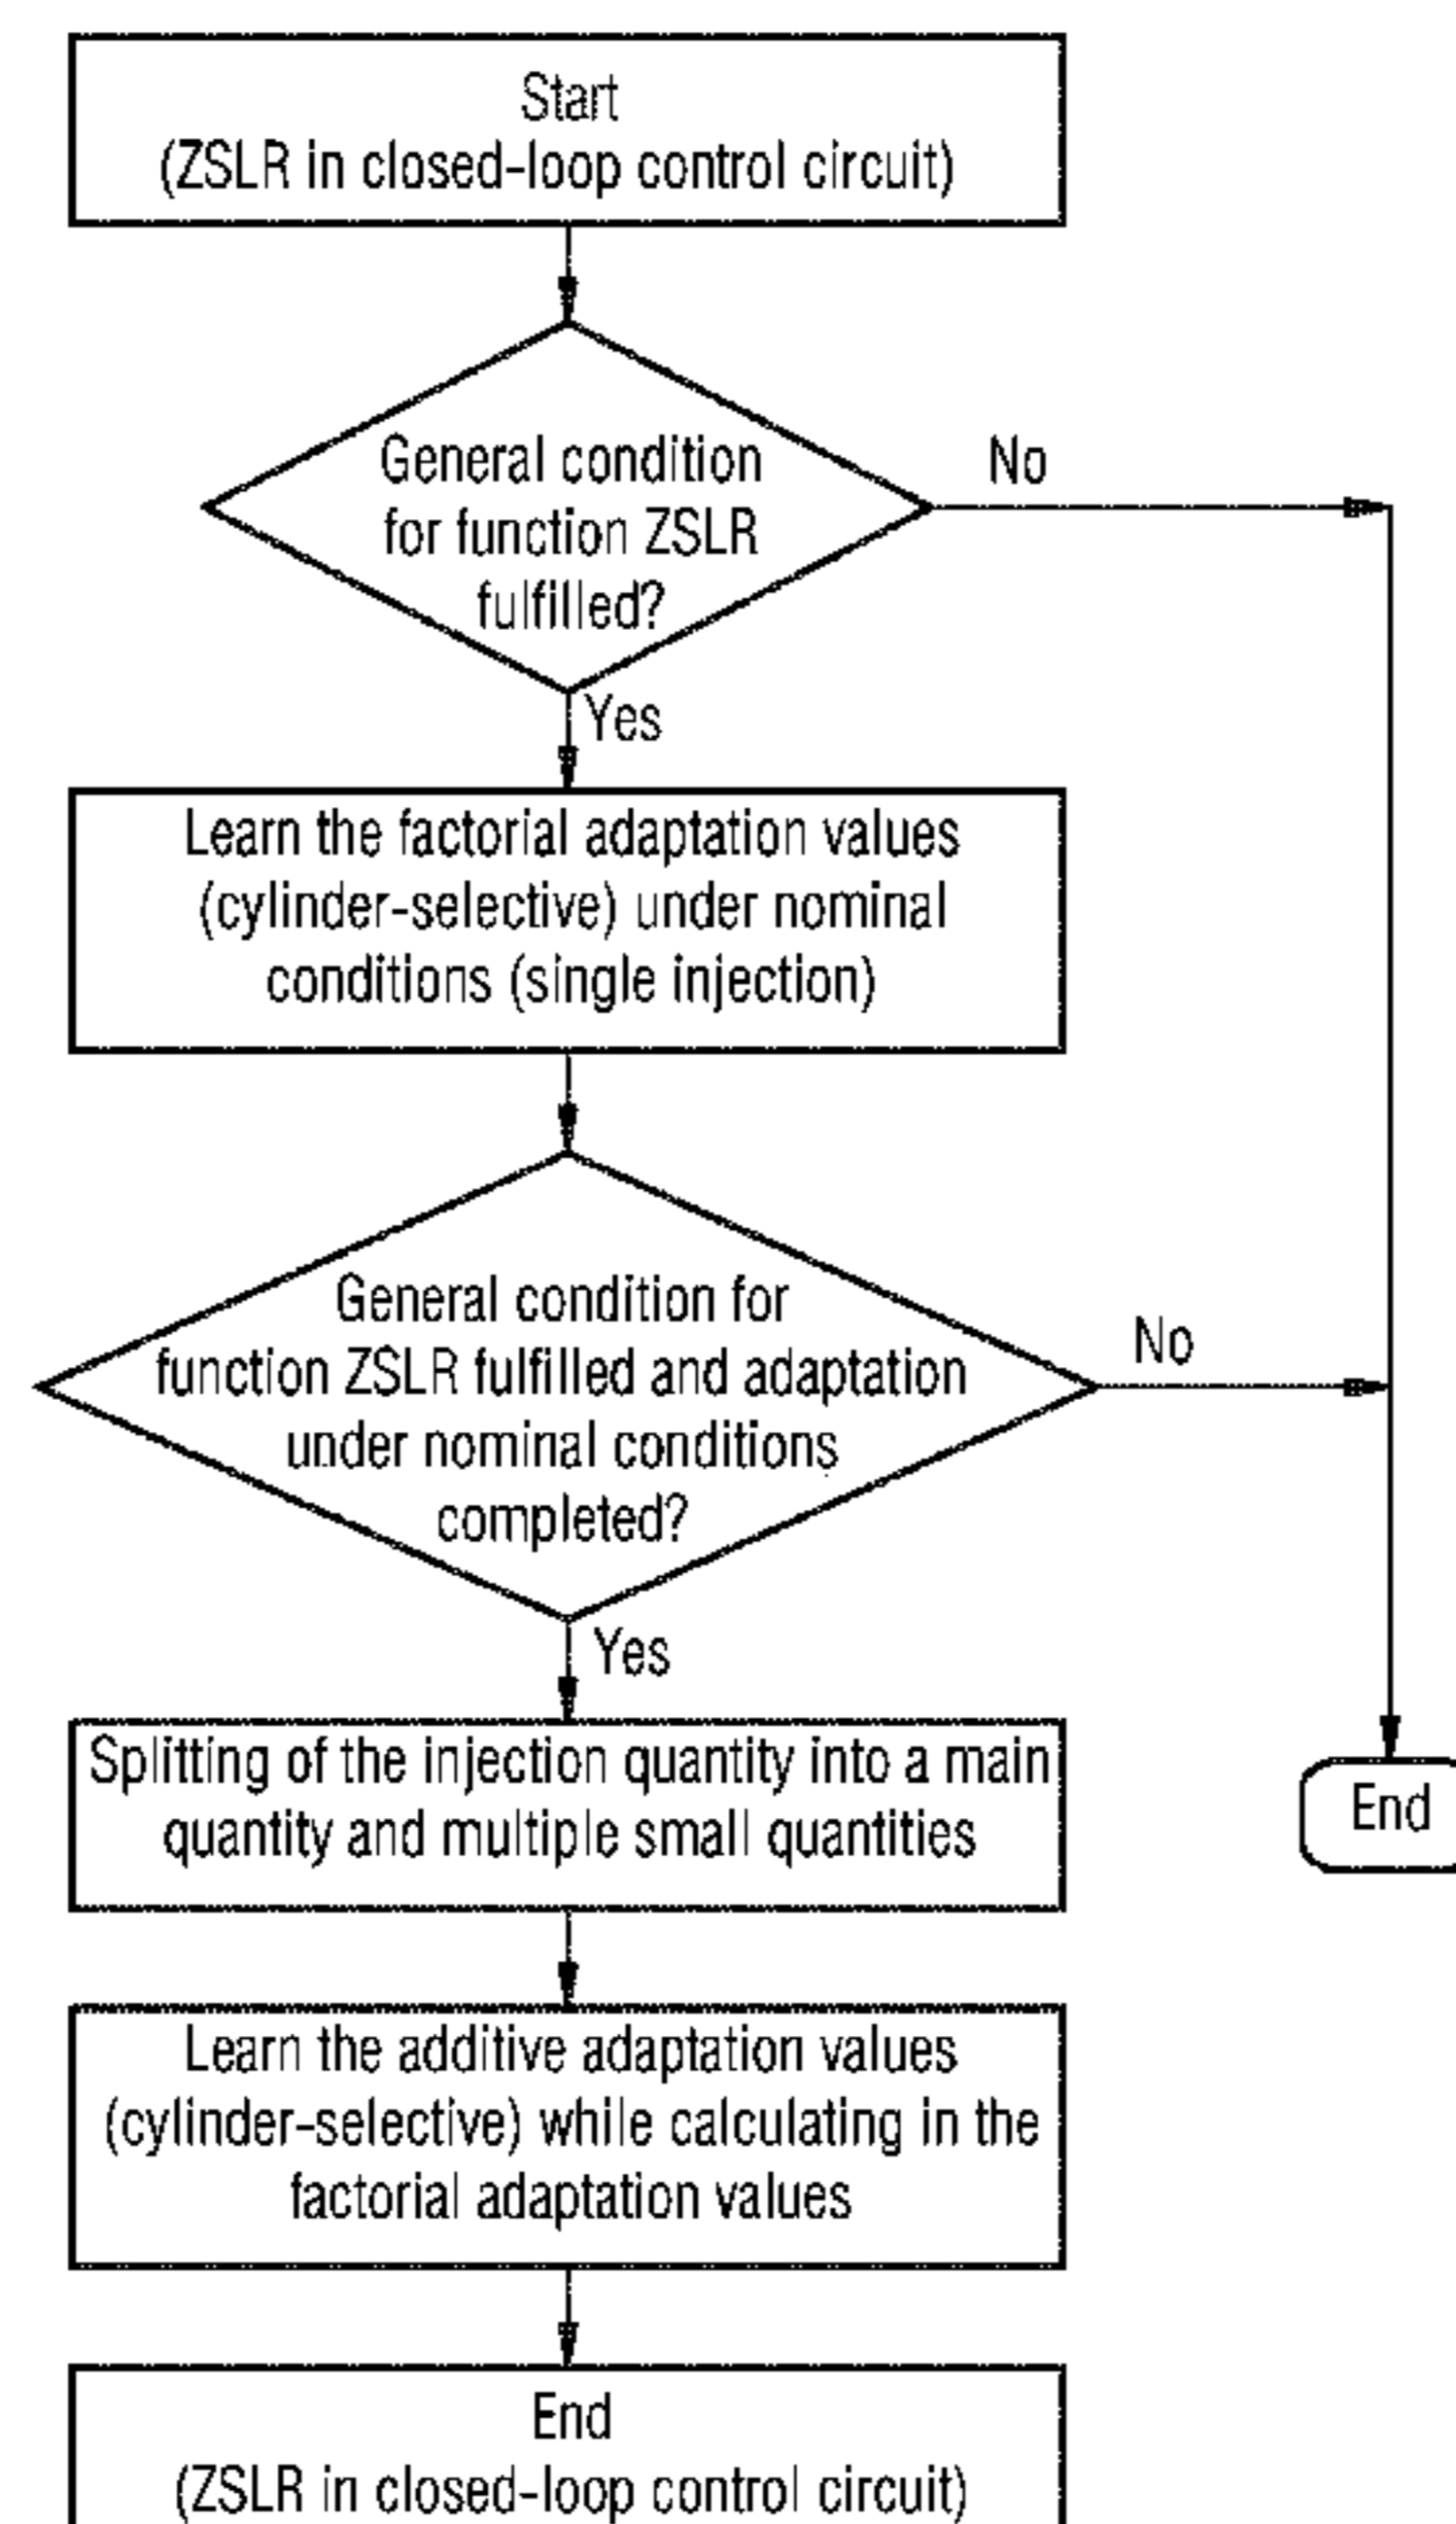 Start
(ZSLR in closed-loop control circuit)
General condition
for function ZSLR
fulfilled?
No
Yes
Learn the factorial adaptation values
(cylinder-selective) under nominal
conditions (single injection)
General condition for
function ZSLR fulfilled and adaptation
under nominal conditions
completed?
No
Yes
Splitting of the injection quantity into a main
quantity and multiple small quantities
End
Learn the additive adaptation values
(cylinder-selective) while calculating in the
factorial adaptation values
End
(ZSLR in closed-loop control circuit)